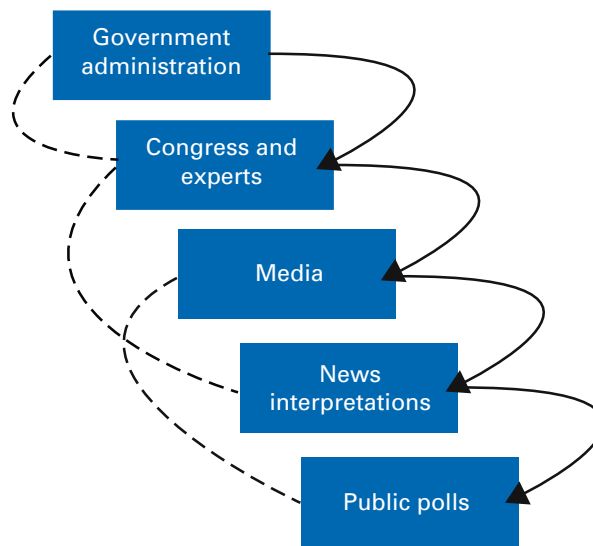 Government
administration
Congress and
experts
Media
News
interpretations
Public polls